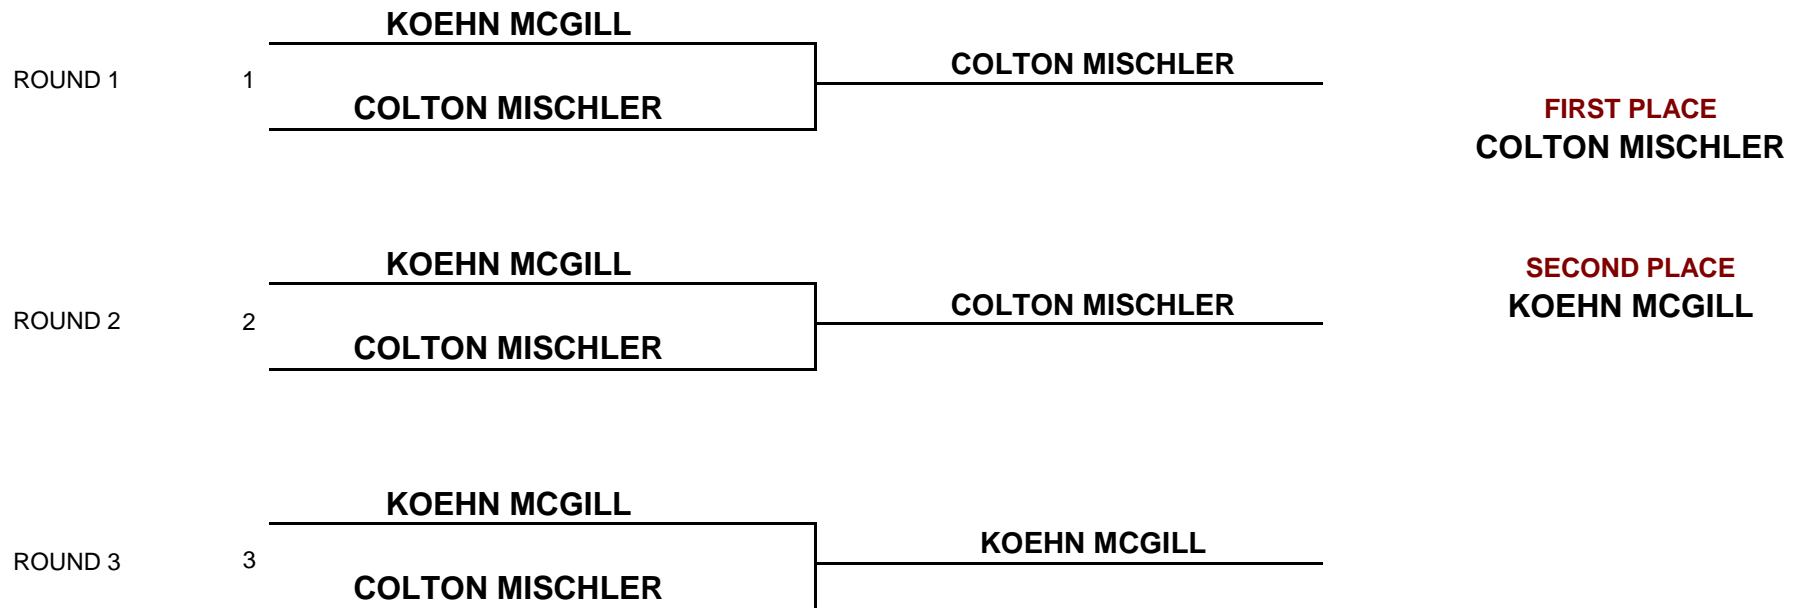 KOEHN MCGILL
ROUND 1 1 COLTON MISCHLER
COLTON MISCHLER
FIRST PLACE
COLTON MISCHLER
KOEHN MCGILL
ROUND 2 2 COLTON MISCHLER
COLTON MISCHLER
SECOND PLACE
KOEHN MCGILL
KOEHN MCGILL
ROUND 3 3 KOEHN MCGILL
COLTON MISCHLER